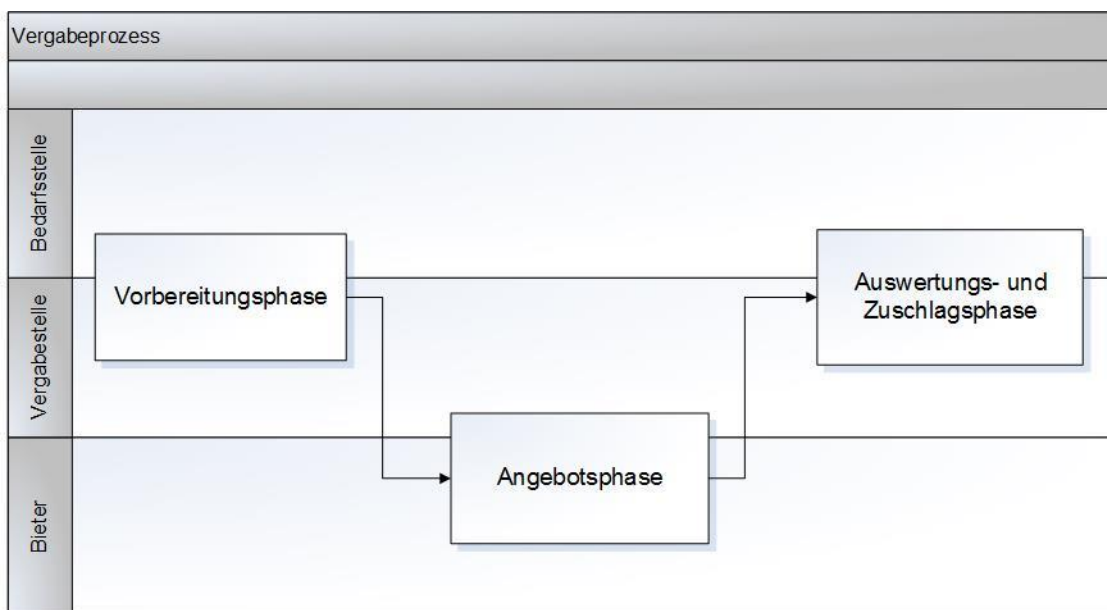 Vergabeprozess
Bedarfsstelle
Vorbereitungsphase
Auswertungs- und
Zuschlagsphase
Vergabestelle
Angebotsphase
Bieter